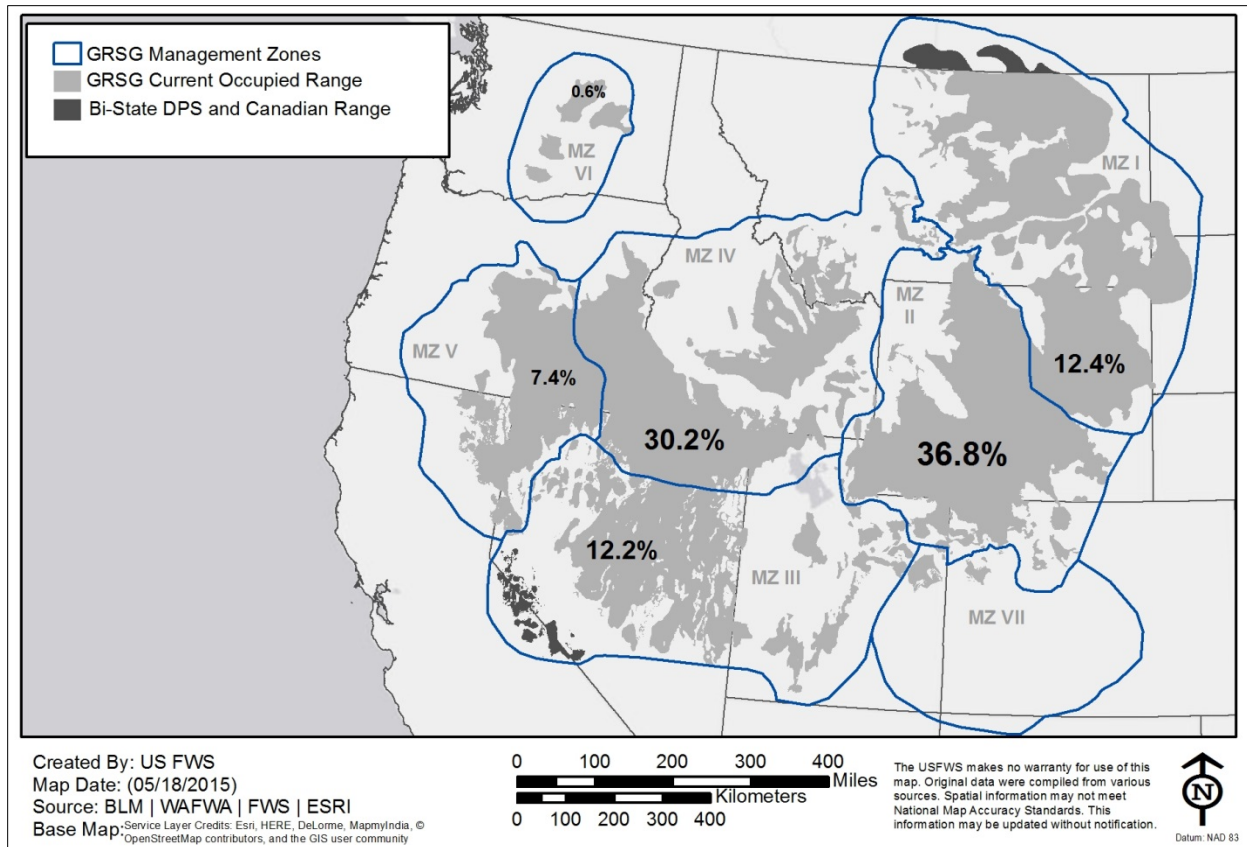 GRSG Management Zones
GRSG Current Occupied Range
Bi-State DPS and Canadian Range
0.6%
MZ
VI
MZ I
MZ IV
MZ
II
MZ V
7.4%
12.4%
30.2%
36.8%
12.2%
MZ III
MZ VII
Created By: US FWS
Map Date: (05/18/2015)
Source: BLM | WAFWA | FWS | ESRI
Base Map: Service Layer Credits: Esri, HERE, DeLorme, MapmyIndia, ©
OpenStreetMap contributors, and the GIS user community
0 100 200 300 400
Miles
Kilometers
0 100 200 300 400
The USFWS makes no warranty for use of this
map. Original data were compiled from various
sources. Spatial information may not meet
National Map Accuracy Standards. This
information may be updated without notification.
N
Datum: NAD 83